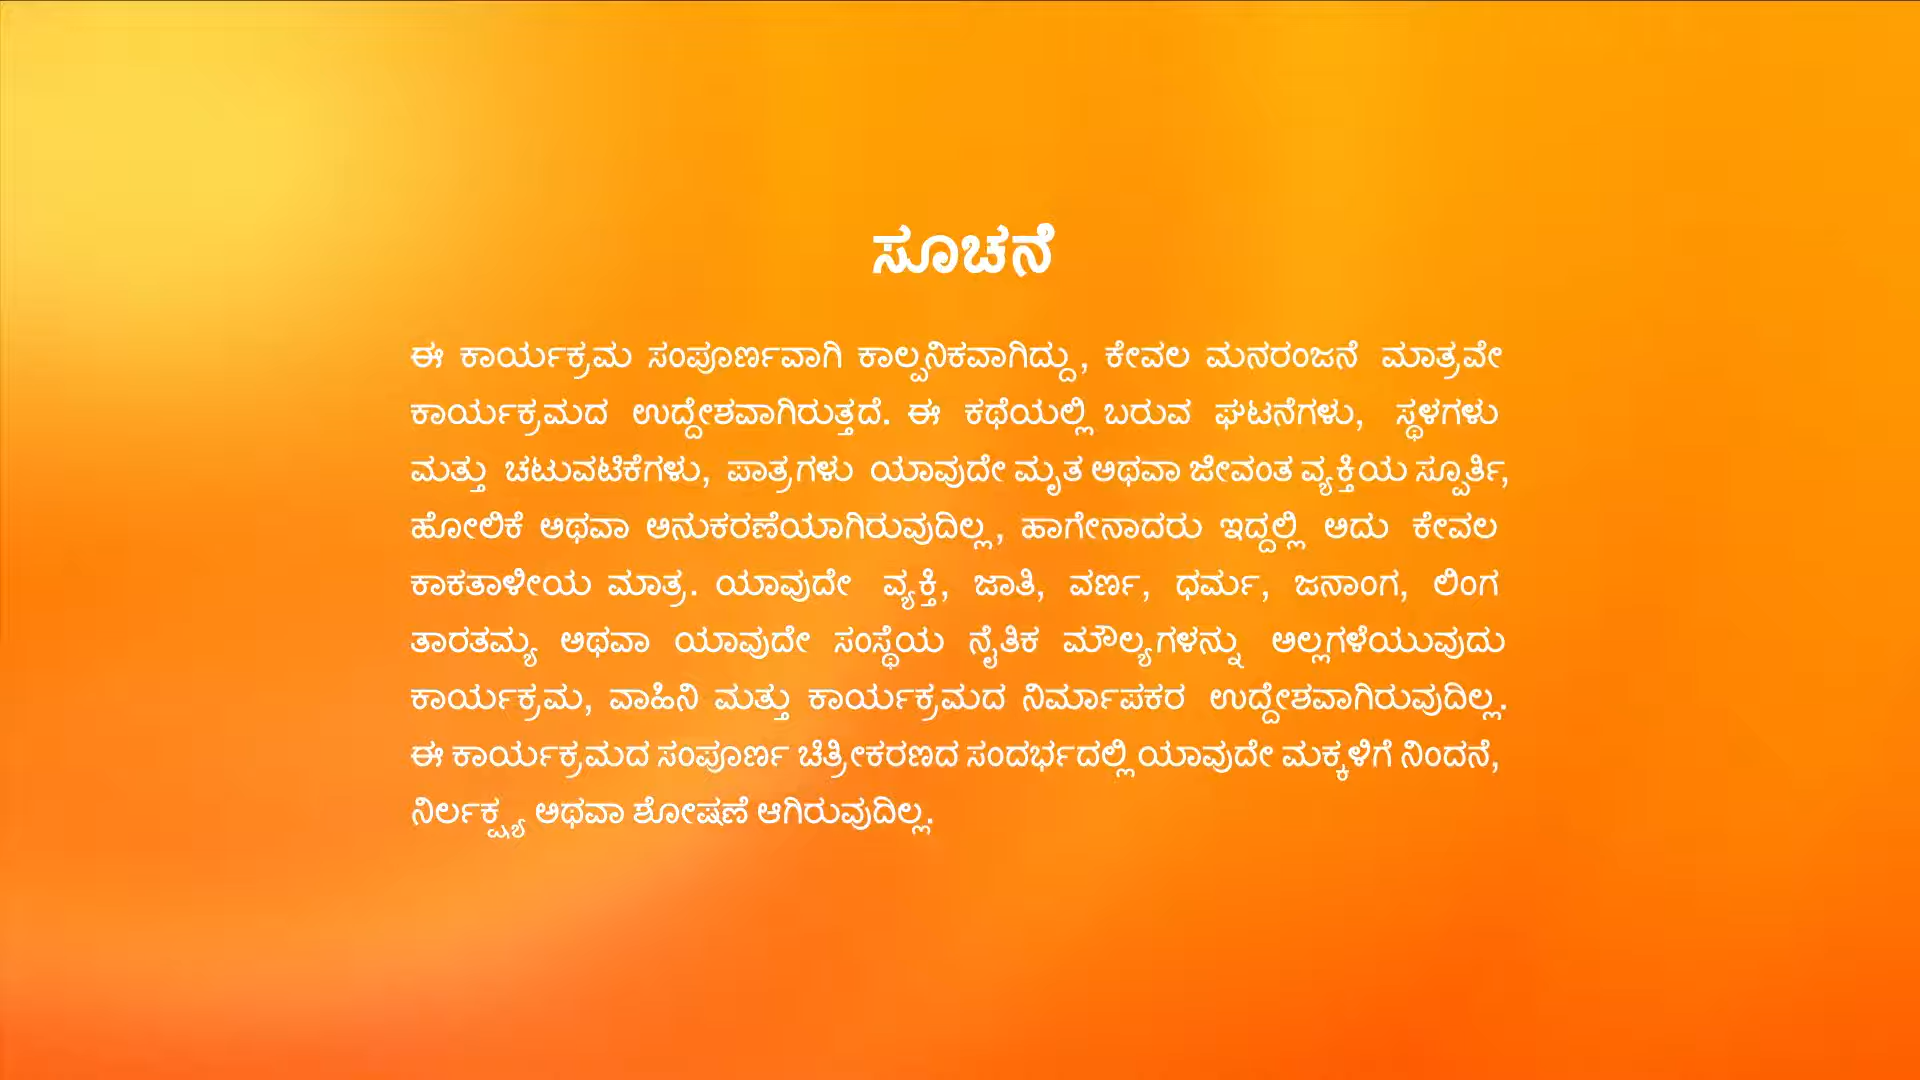 ಸೂಚನೆ
ಈ ಕಾರ್ಯಕ್ರಮ ಸಂಪೂರ್ಣವಾಗಿ ಕಾಲ್ಪನಿಕವಾಗಿದ್ದು, ಕೇವಲ ಮನರಂಜನೆ ಮಾತ್ರವೇ
ಕಾರ್ಯಕ್ರಮದ ಉದ್ದೇಶವಾಗಿರುತ್ತದೆ. ಈ ಕಥೆಯಲ್ಲಿ ಬರುವ ಘಟನೆಗಳು, ಸ್ಥಳಗಳು
ಮತ್ತು ಚಟುವಟಿಕೆಗಳು, ಪಾತ್ರಗಳು ಯಾವುದೇ ಮೃತ ಅಥವಾ ಜೀವಂತ ವ್ಯಕ್ತಿಯ ಸ್ಪೂರ್ತಿ,
ಹೋಲಿಕೆ ಅಥವಾ ಅನುಕರಣೆಯಾಗಿರುವುದಿಲ್ಲ, ಹಾಗೇನಾದರು ಇದ್ದಲ್ಲಿ ಅದು ಕೇವಲ
ಕಾಕತಾಳೀಯ ಮಾತ್ರ. ಯಾವುದೇ ವ್ಯಕ್ತಿ, ಜಾತಿ, ವರ್ಣ, ಧರ್ಮ, ಜನಾಂಗ, ಲಿಂಗ
ತಾರತಮ್ಯ ಅಥವಾ ಯಾವುದೇ ಸಂಸ್ಥೆಯ ನೈತಿಕ ಮೌಲ್ಯಗಳನ್ನು ಅಲ್ಲಗಳೆಯುವುದು
ಕಾರ್ಯಕ್ರಮ, ವಾಹಿನಿ ಮತ್ತು ಕಾರ್ಯಕ್ರಮದ ನಿರ್ಮಾಪಕರ ಉದ್ದೇಶವಾಗಿರುವುದಿಲ್ಲ.
ಈ ಕಾರ್ಯಕ್ರಮದ ಸಂಪೂರ್ಣ ಚಿತ್ರೀಕರಣದ ಸಂದರ್ಭದಲ್ಲಿ ಯಾವುದೇ ಮಕ್ಕಳಿಗೆ ನಿಂದನೆ,
ನಿರ್ಲಕ್ಷ್ಯ ಅಥವಾ ಶೋಷಣೆ ಆಗಿರುವುದಿಲ್ಲ.